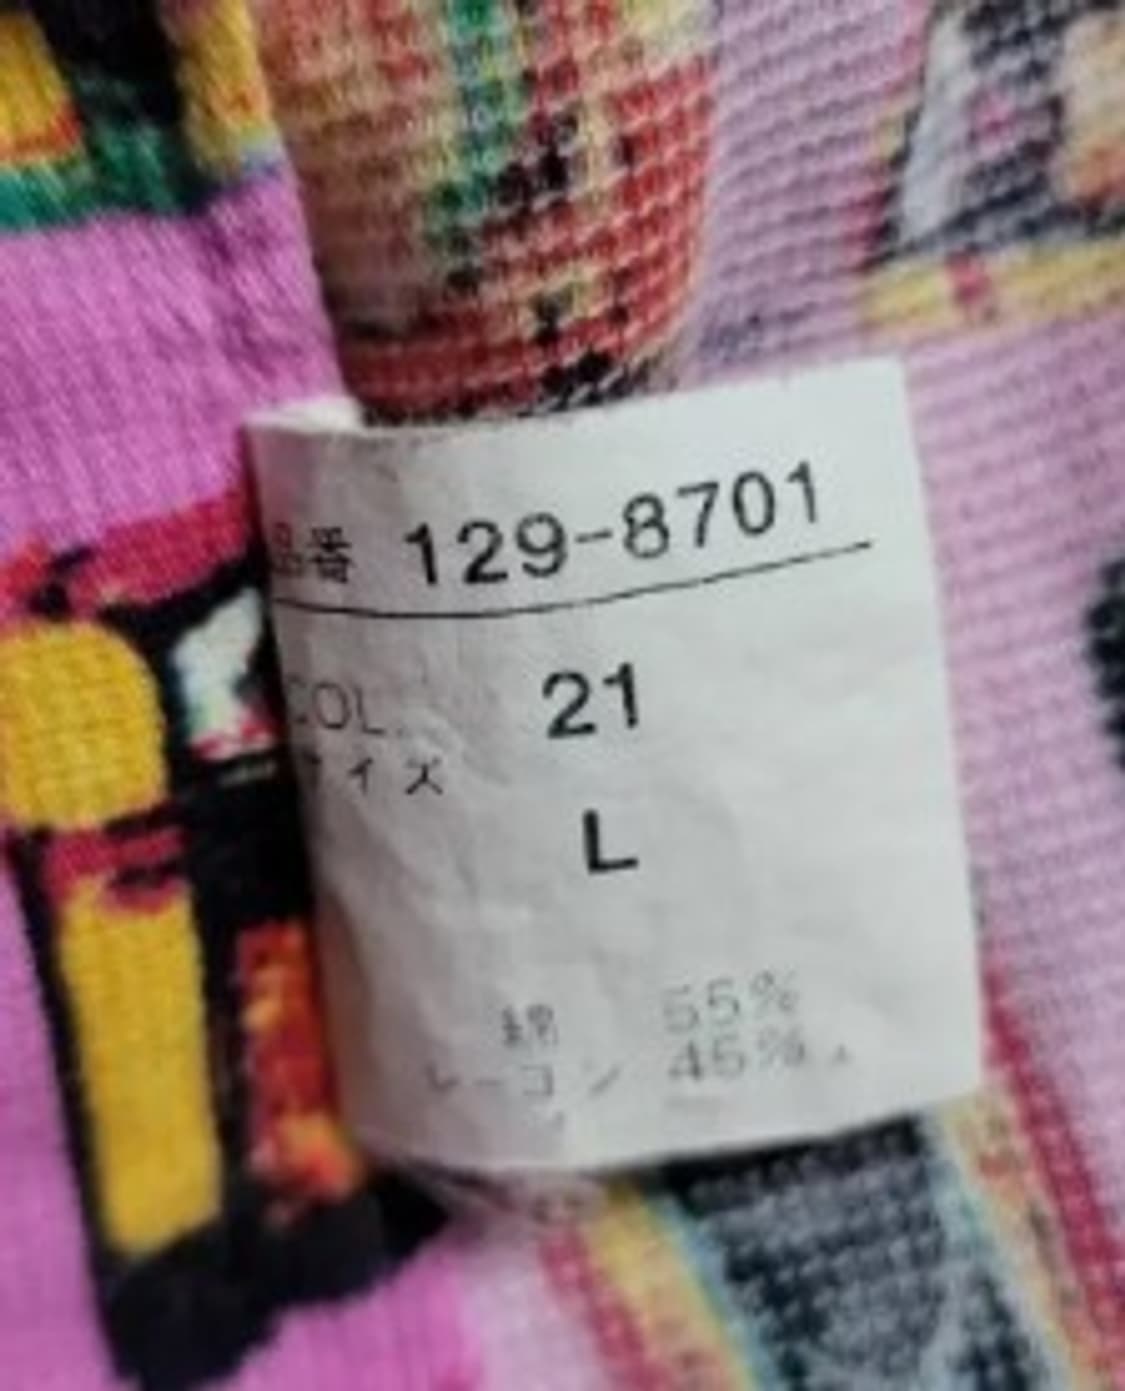 品番 129-8701
COL. 21
サイズ
L
綿 55%
レーヨン 45%